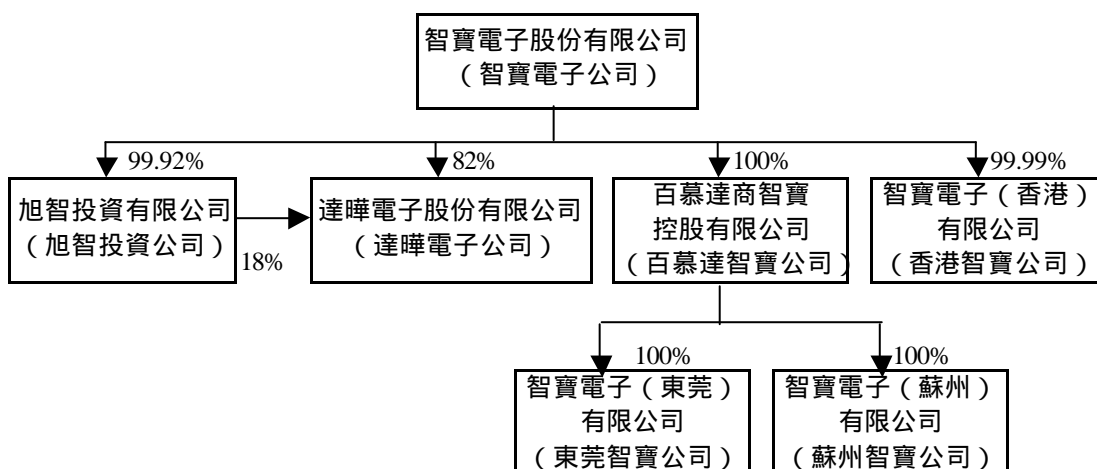 智寶電子股份有限公司
（智寶電子公司）
99.92%
82%
100%
99.99%
旭智投資有限公司
（旭智投資公司）
18%
達曄電子股份有限公司
（達曄電子公司）
百慕達商智寶
控股有限公司
（百慕達智寶公司）
智寶電子（香港）
有限公司
（香港智寶公司）
100%
100%
智寶電子（東莞）
有限公司
（東莞智寶公司）
智寶電子（蘇州）
有限公司
（蘇州智寶公司）